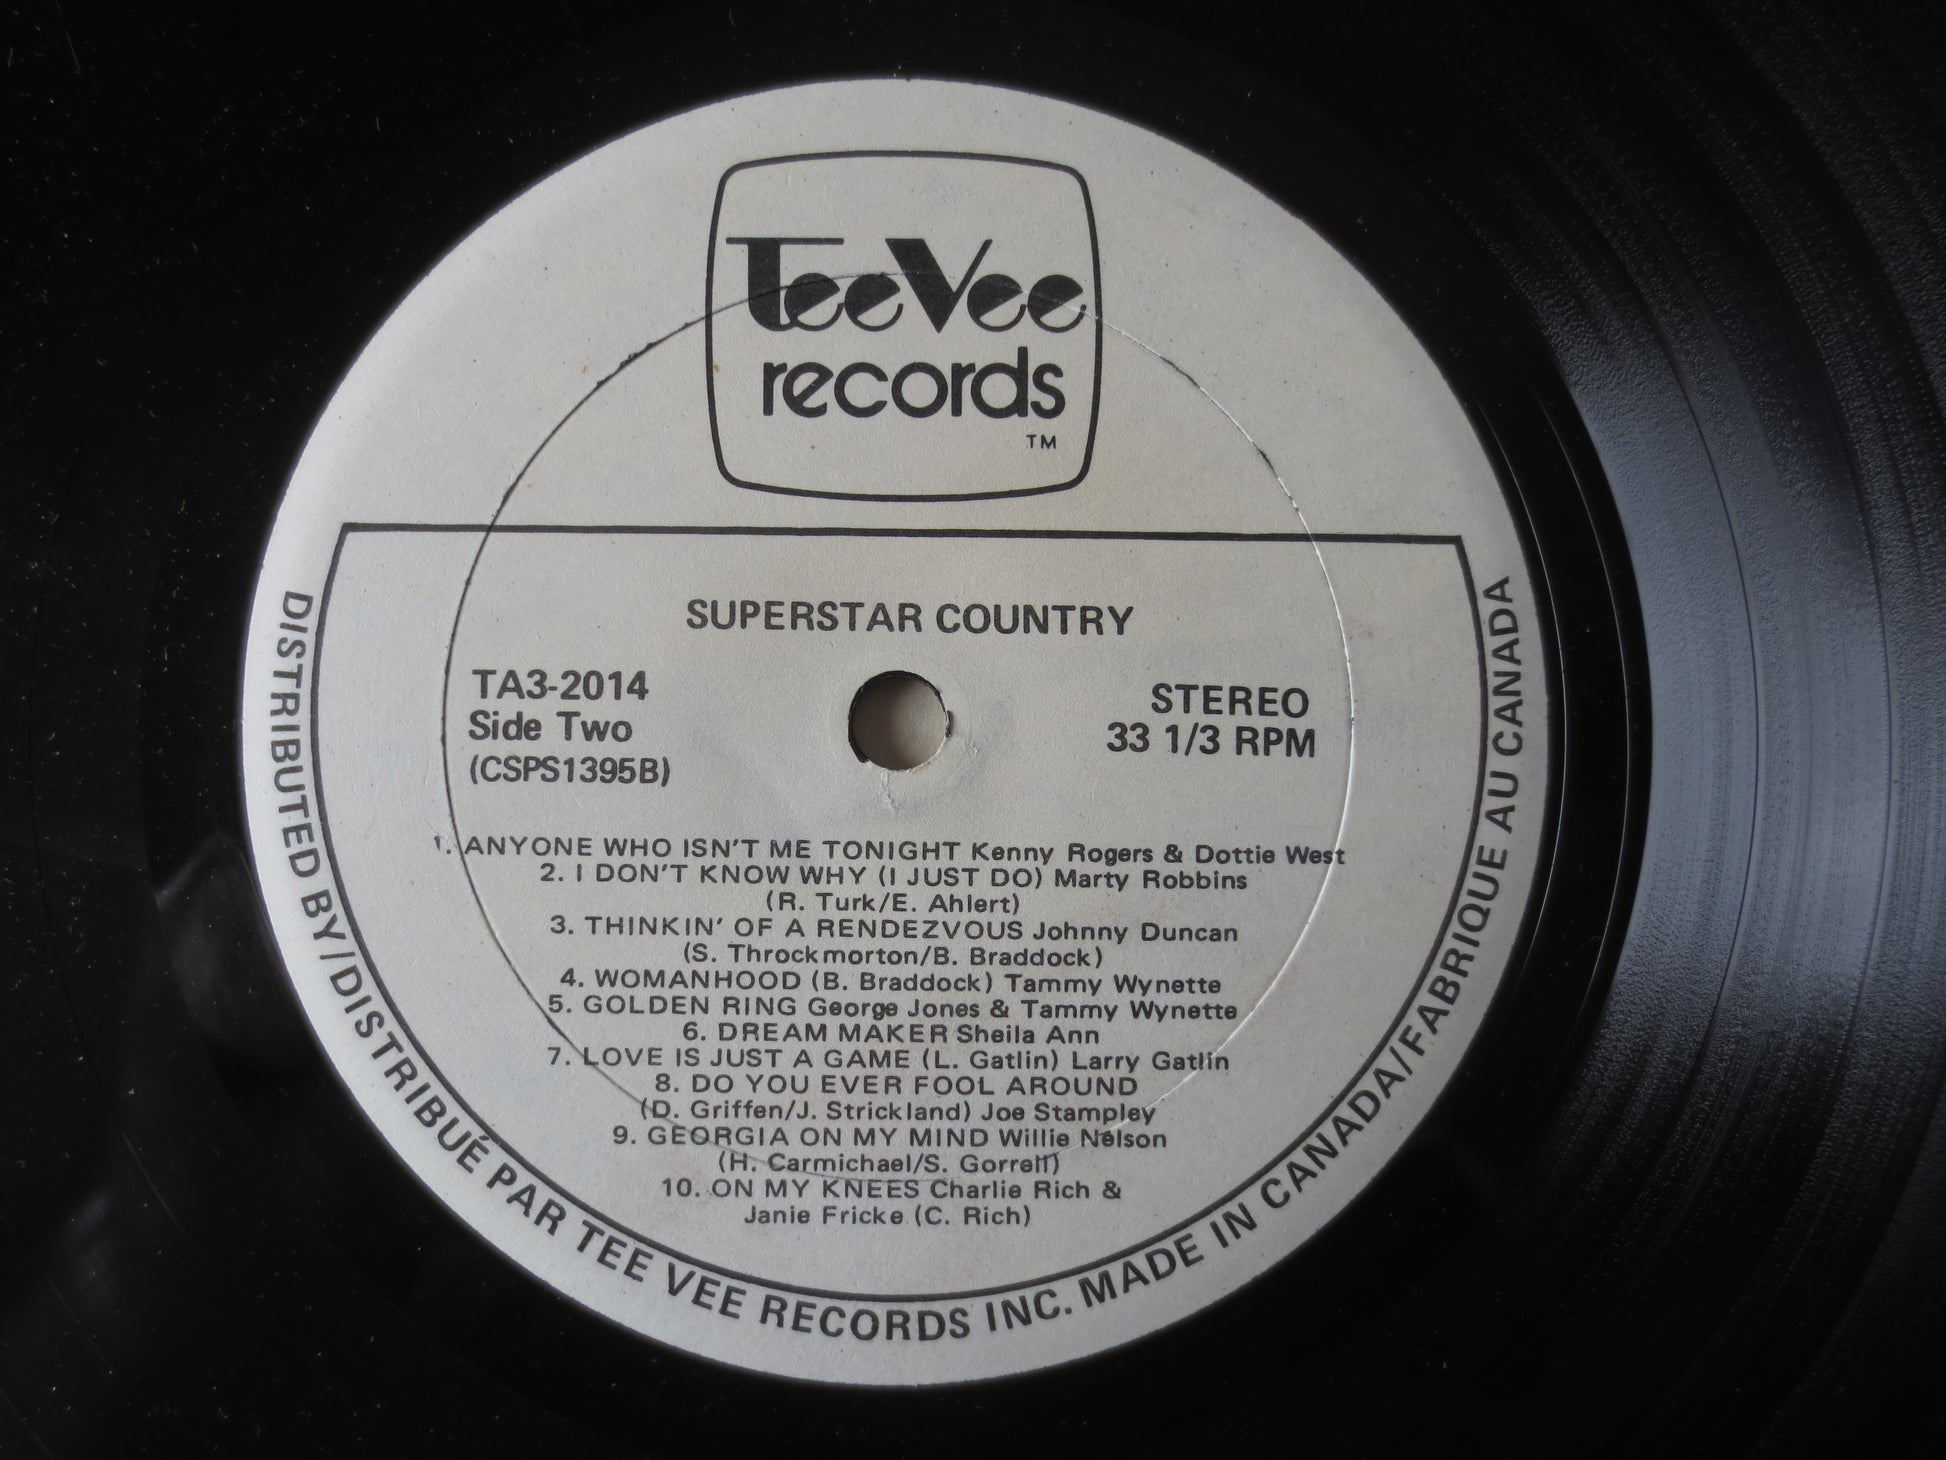 TeeVee
records
TM
SUPERSTAR COUNTRY
TA3-2014
Side Two
(CSPS1395B)
STEREO
33 1/3 RPM
1. ANYONE WHO ISN'T ME TONIGHT Kenny Rogers & Dottie West
2. I DON'T KNOW WHY (I JUST DO) Marty Robbins
(R. Turk/E. Ahlert)
3. THINKIN' OF A RENDEZVOUS Johnny Duncan
(S. Throckmorton/B. Braddock)
4. WOMANHOOD (B. Braddock) Tammy Wynette
5. GOLDEN RING George Jones & Tammy Wynette
6. DREAM MAKER Sheila Ann
7. LOVE IS JUST A GAME (L. Gatlin) Larry Gatlin
8. DO YOU EVER FOOL AROUND
(D. Griffen/J. Strickland) Joe Stampley
9. GEORGIA ON MY MIND Willie Nelson
(H. Carmichael/S. Gorrell)
10. ON MY KNEES Charlie Rich &
Janie Fricke (C. Rich)
DISTRIBUTED BY/DISTRIBUÉ PAR TEE VEE RECORDS INC. MADE IN CANADA/FABRIQUE AU CANADA